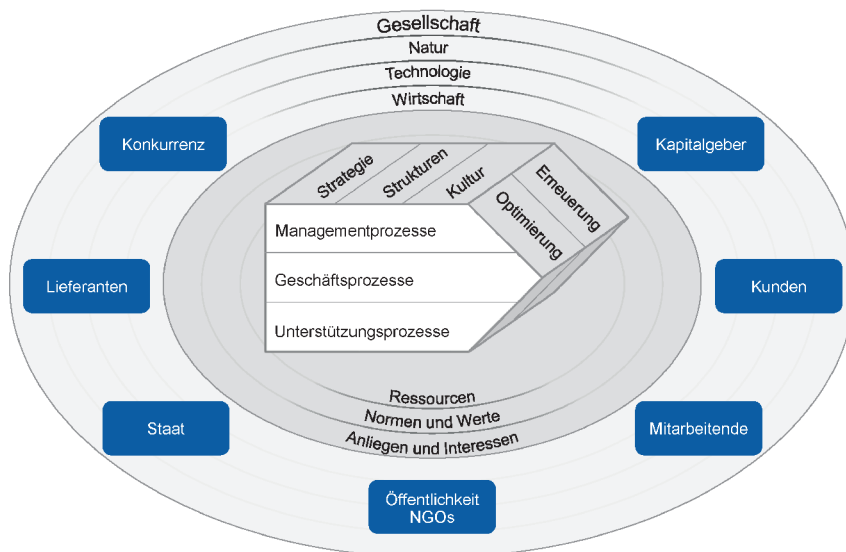 Gesellschaft
Natur
Technologie
Wirtschaft
Konkurrenz
Kapitalgeber
Strategie
Strukturen
Kultur
Erneuerung
Optimierung
Managementprozesse
Geschäftsprozesse
Unterstützungsprozesse
Lieferanten
Kunden
Ressourcen
Normen und Werte
Anliegen und Interessen
Staat
Mitarbeitende
Öffentlichkeit
NGOs